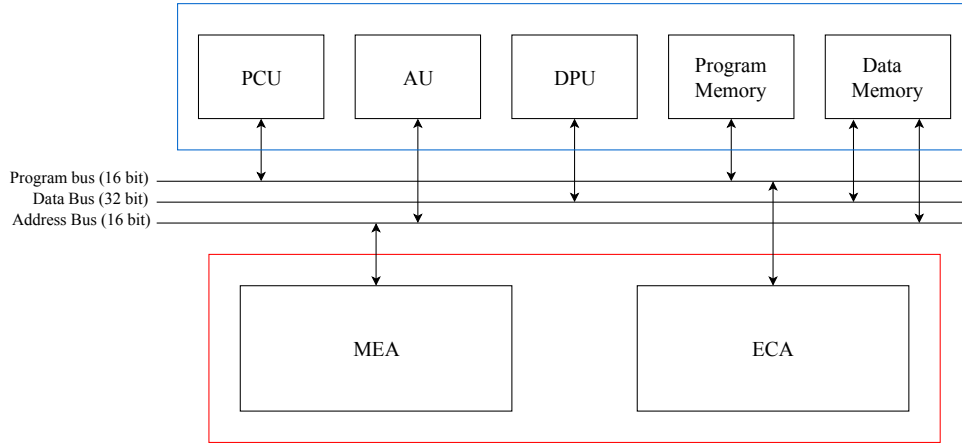 PCU
AU
DPU
Program
Memory
Data
Memory
Program bus (16 bit)
Data Bus (32 bit)
Address Bus (16 bit)
MEA
ECA